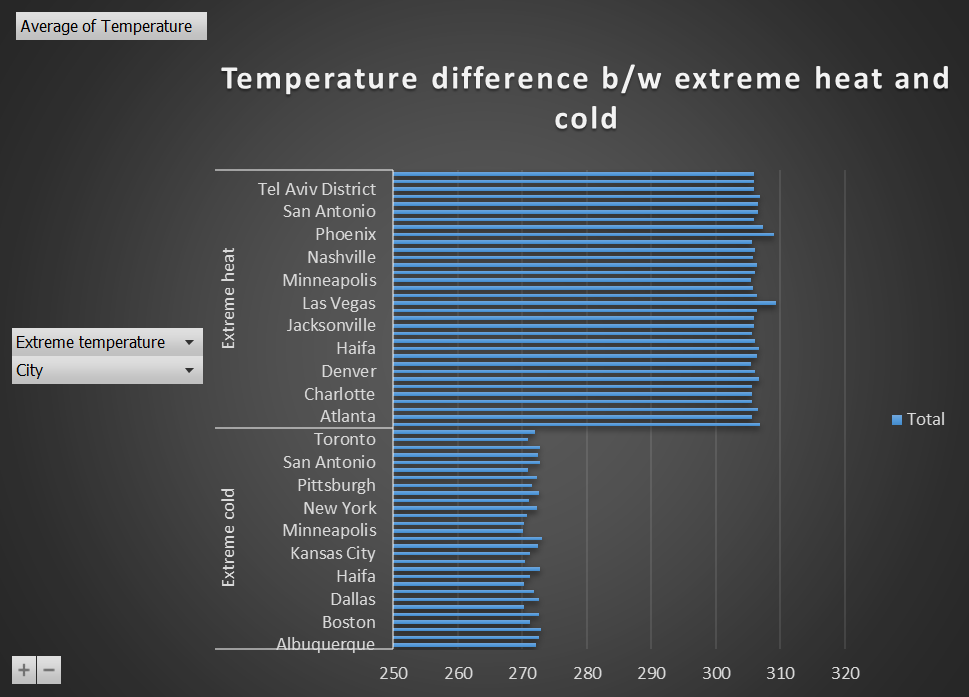 Average of Temperature
Temperature difference b/w extreme heat and
cold
Extreme heat
Tel Aviv District
San Antonio
Phoenix
Nashville
Minneapolis
Las Vegas
Jacksonville
Haifa
Denver
Charlotte
Atlanta
Extreme cold
Toronto
San Antonio
Pittsburgh
New York
Minneapolis
Kansas City
Haifa
Dallas
Boston
Albuquerque
250 260 270 280 290 300 310 320
Extreme temperature
City
Total
+ −